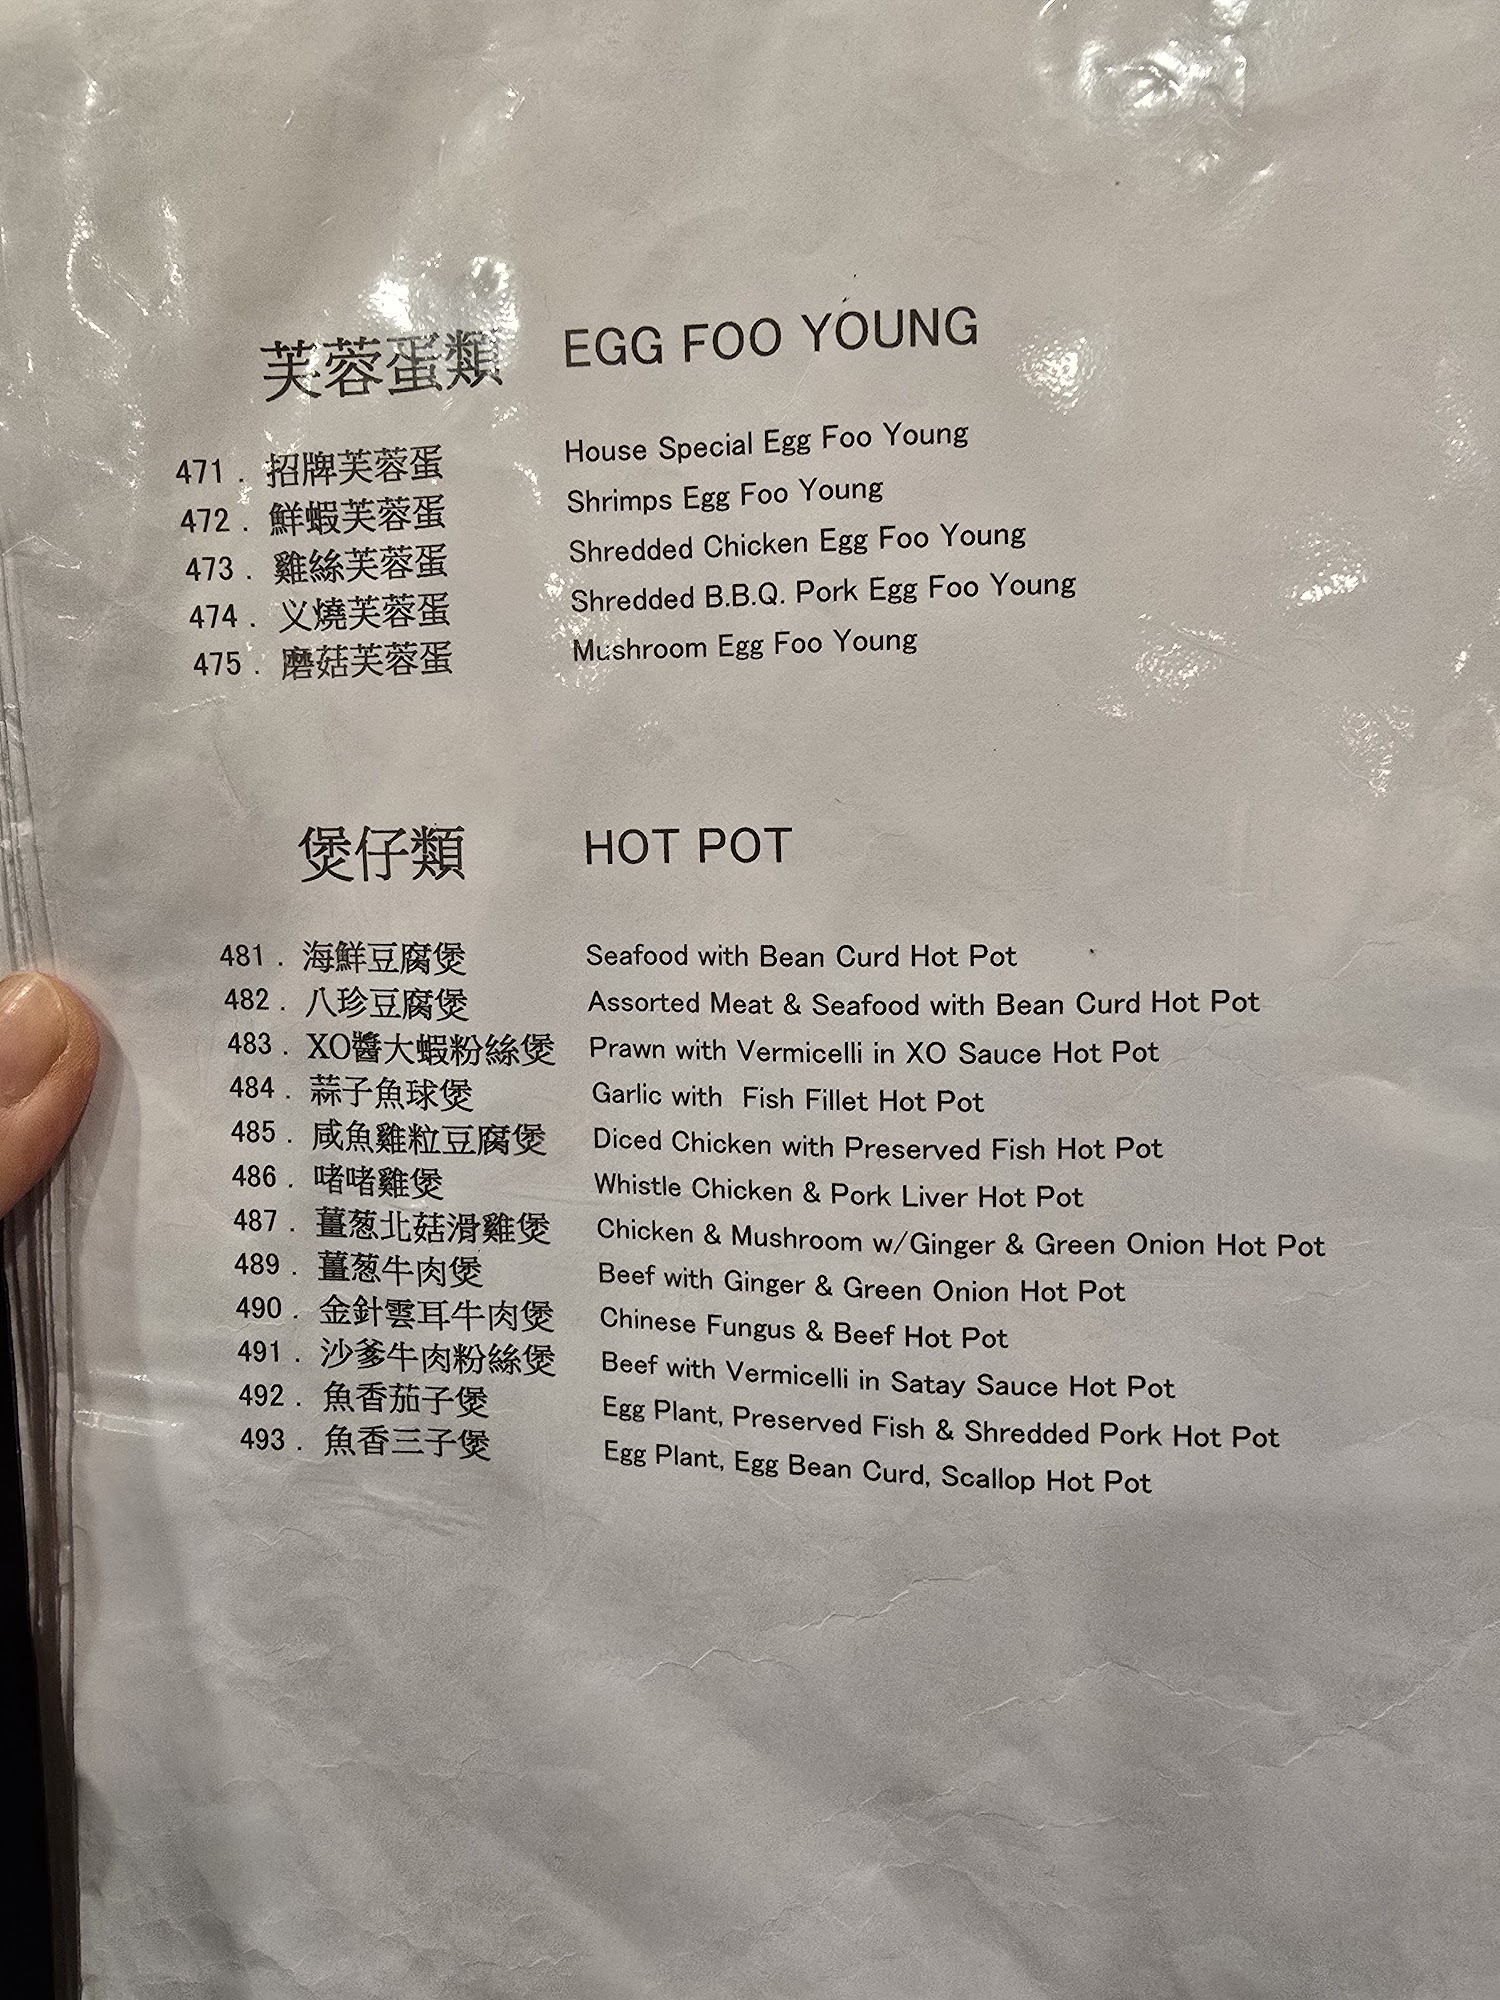 芙蓉蛋類 EGG FOO YOUNG
471 . 招牌芙蓉蛋 House Special Egg Foo Young
472 . 鮮蝦芙蓉蛋 Shrimps Egg Foo Young
473 . 雞絲芙蓉蛋 Shredded Chicken Egg Foo Young
474 . 义燒芙蓉蛋 Shredded B.B.Q. Pork Egg Foo Young
475 . 磨菇芙蓉蛋 Mushroom Egg Foo Young
煲仔類 HOT POT
481 . 海鮮豆腐煲 Seafood with Bean Curd Hot Pot
482 . 八珍豆腐煲 Assorted Meat & Seafood with Bean Curd Hot Pot
483 . XO醬大蝦粉絲煲 Prawn with Vermicelli in XO Sauce Hot Pot
484 . 蒜子魚球煲 Garlic with Fish Fillet Hot Pot
485 . 咸魚雞粒豆腐煲 Diced Chicken with Preserved Fish Hot Pot
486 . 啫啫雞煲 Whistle Chicken & Pork Liver Hot Pot
487 . 薑葱北菇滑雞煲 Chicken & Mushroom w/Ginger & Green Onion Hot Pot
489 . 薑葱牛肉煲 Beef with Ginger & Green Onion Hot Pot
490 . 金針雲耳牛肉煲 Chinese Fungus & Beef Hot Pot
491 . 沙爹牛肉粉絲煲 Beef with Vermicelli in Satay Sauce Hot Pot
492 . 魚香茄子煲 Egg Plant, Preserved Fish & Shredded Pork Hot Pot
493 . 魚香三子煲 Egg Plant, Egg Bean Curd, Scallop Hot Pot